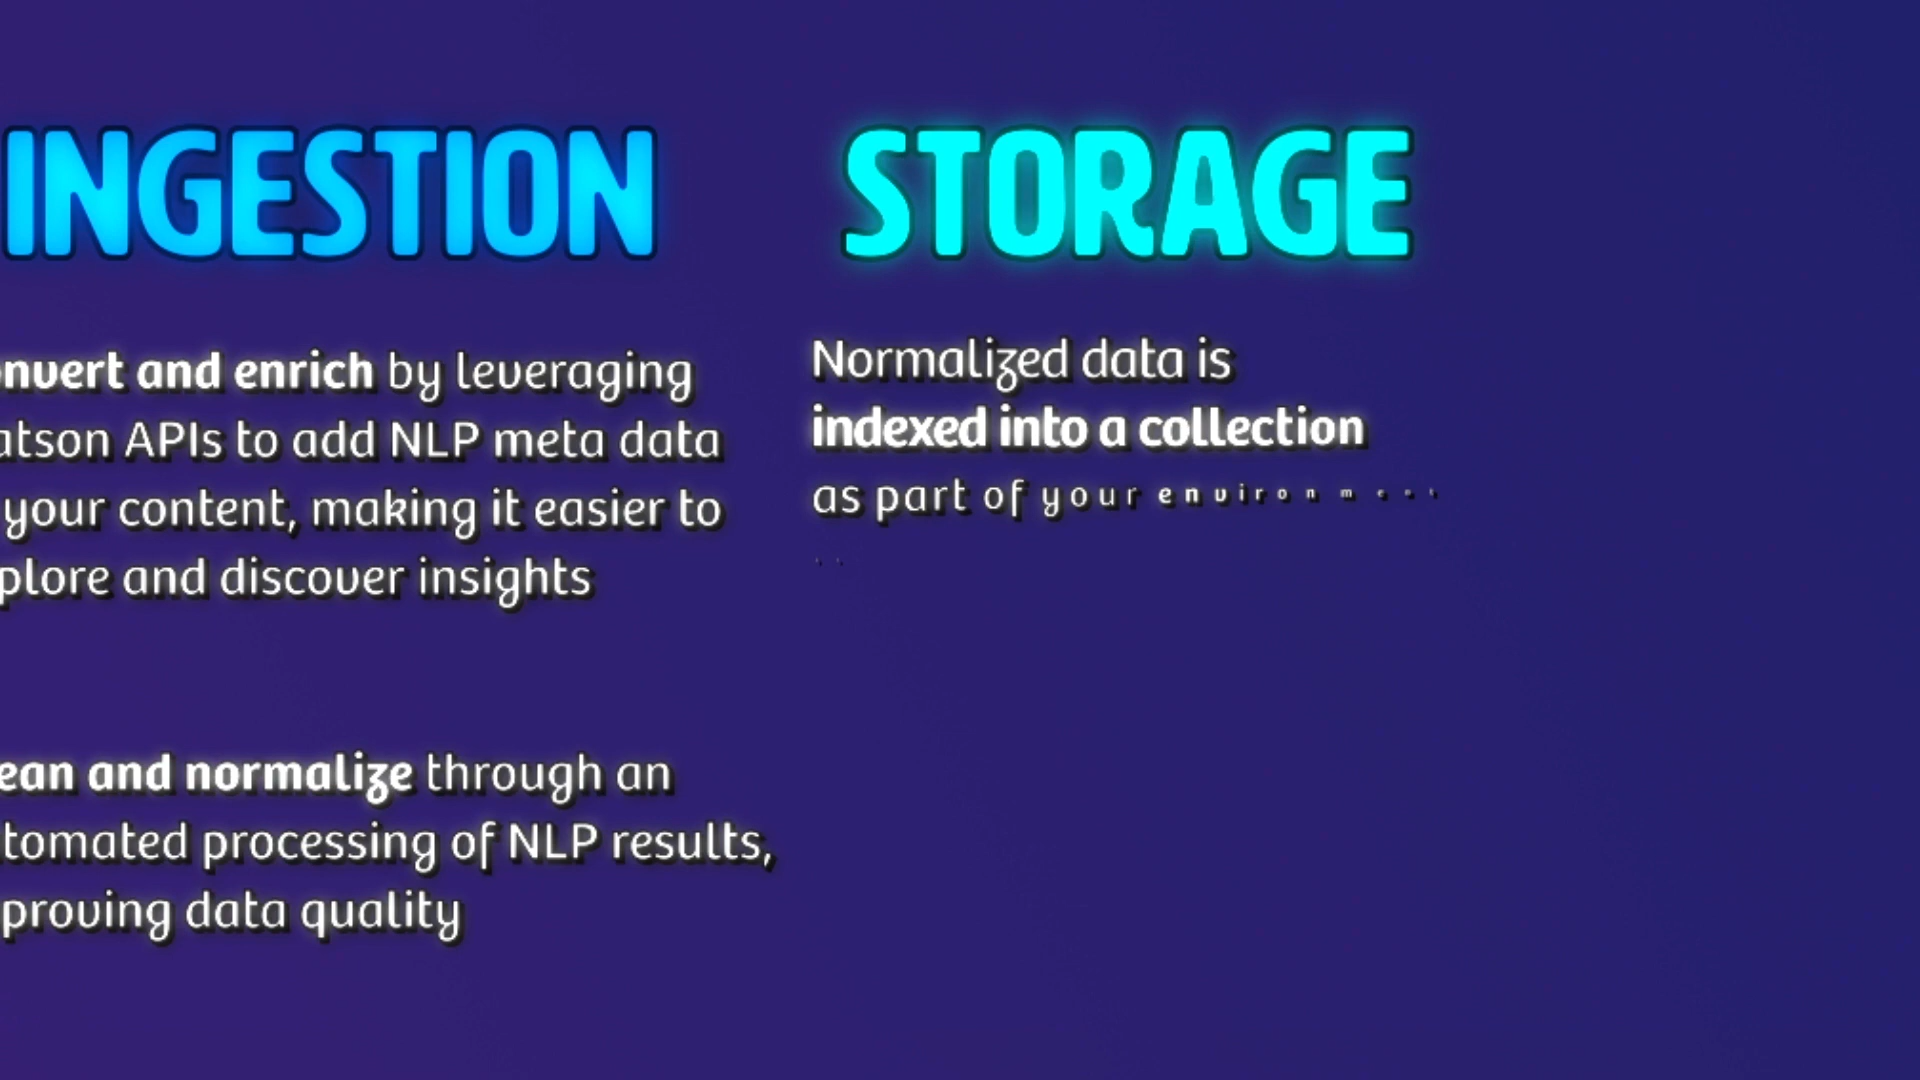 INGESTION
onvert and enrich by leveraging
atson APIs to add NLP meta data
your content, making it easier to
plore and discover insights
ean and normalize through an
tomated processing of NLP results,
proving data quality
STORAGE
Normalized data is
indexed into a collection
as part of your environment